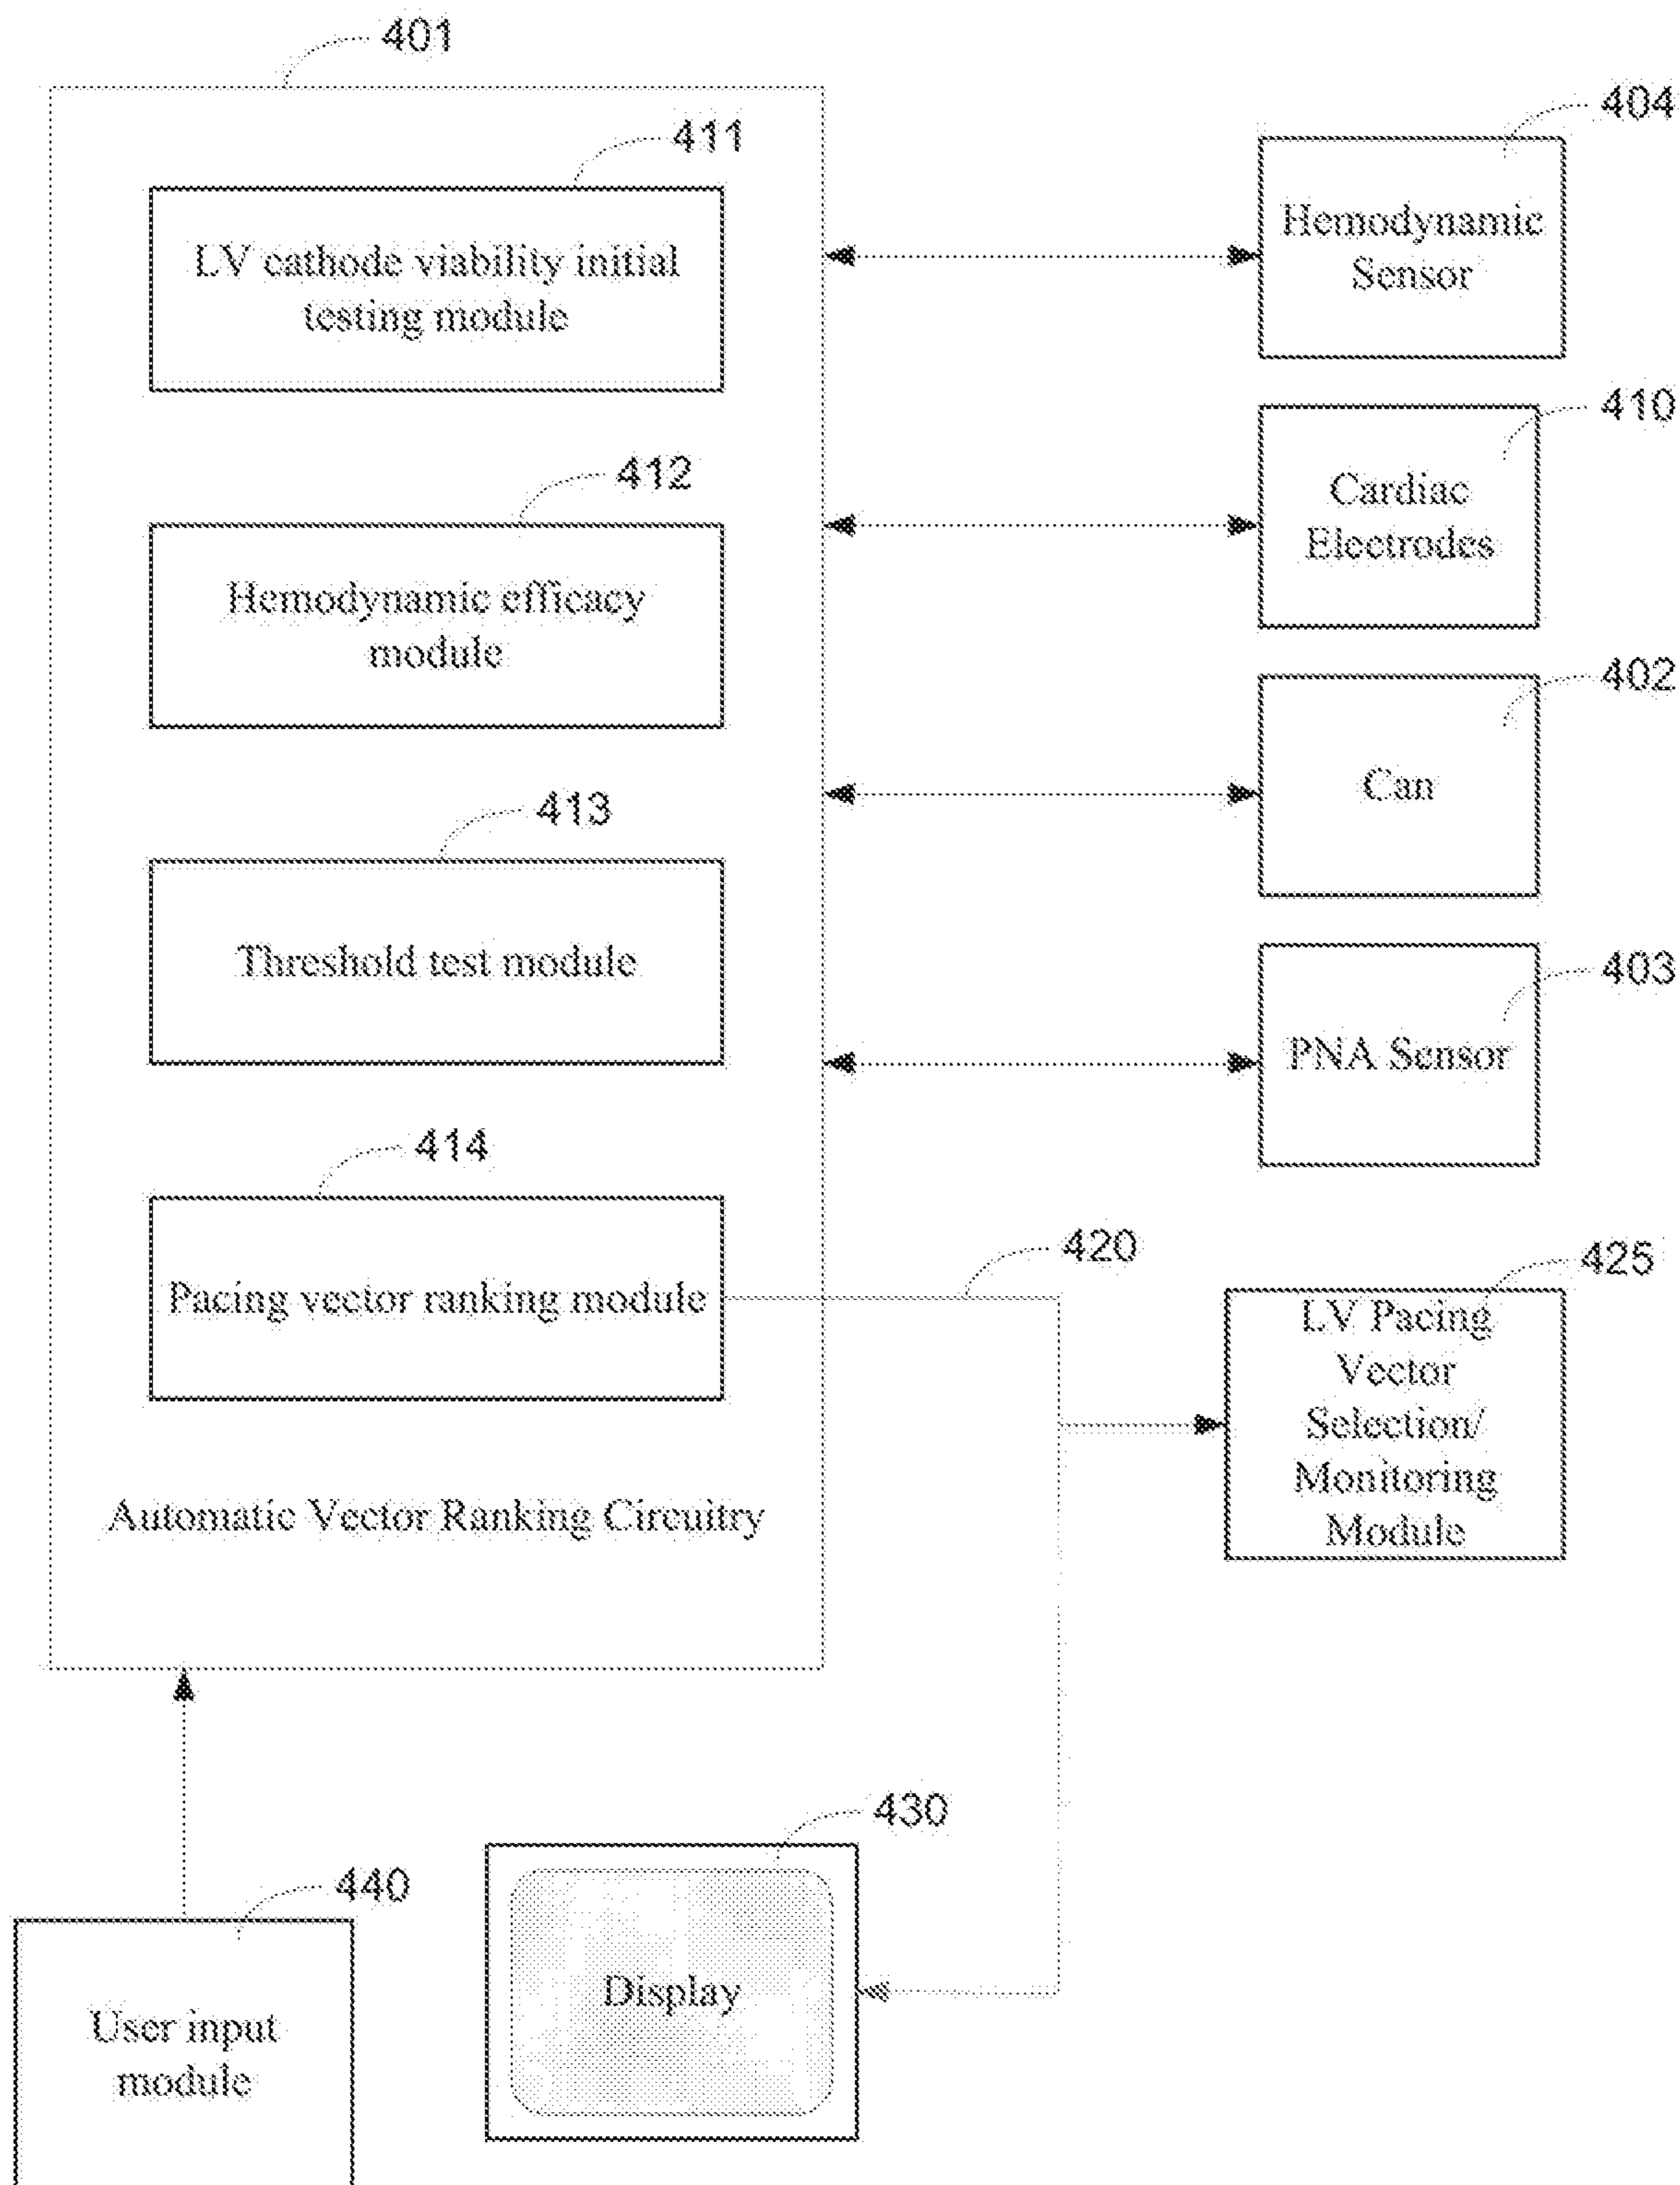 401
411
LV cathode viability initial
testing module
412
Hemodynamic efficacy
module
413
Threshold test module
414
Pacing vector ranking module
Automatic Vector Ranking Circuitry
404
Hemodynamic
Sensor
410
Cardiac
Electrodes
402
Can
403
PNA Sensor
420
425
LV Pacing
Vector
Selection/
Monitoring
Module
430
Display
440
User input
module